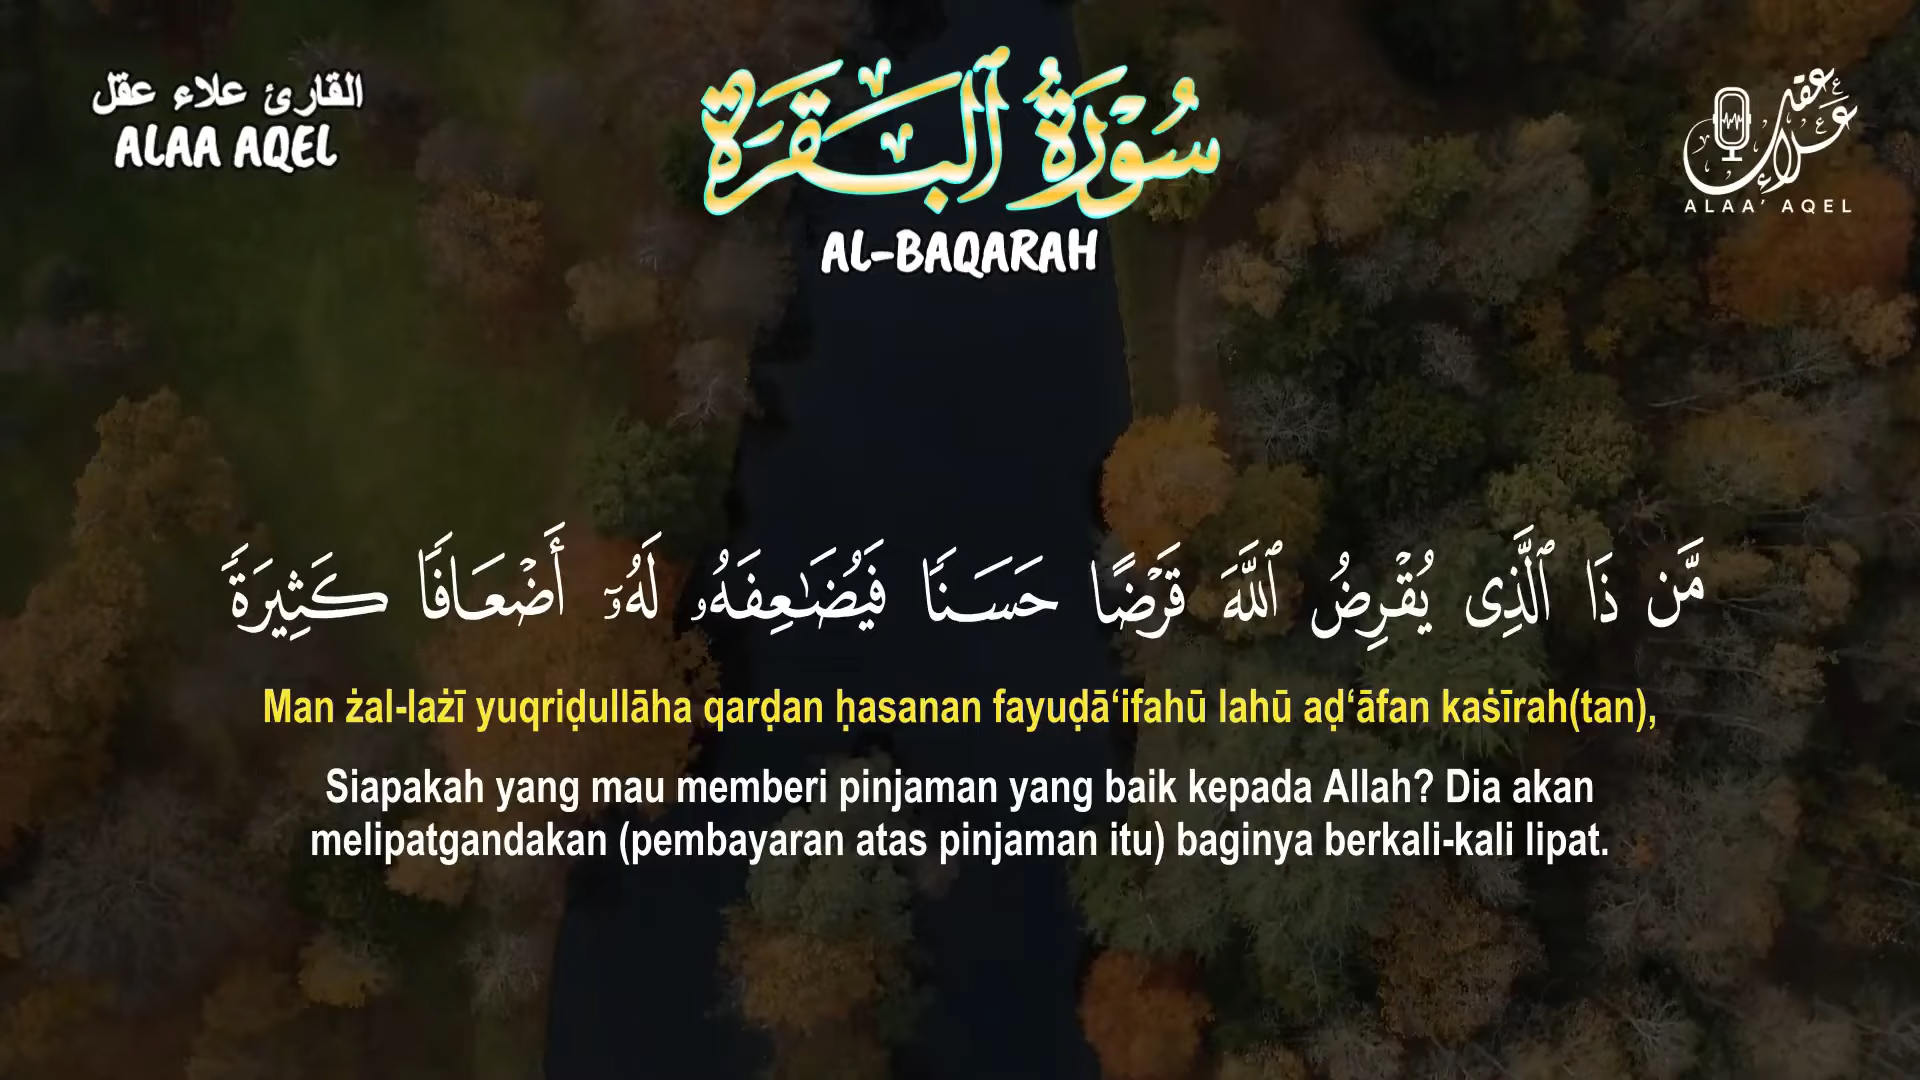 القارئ علاء عقل
ALAA AQEL
سُوْرَةُ ٱلْبَقَرَة
AL-BAQARAH
علاء عقل
ALAA' AQEL
مَّن ذَا ٱلَّذِى يُقْرِضُ ٱللَّهَ قَرْضًا حَسَنًا فَيُضَـٰعِفَهُۥ لَهُۥٓ أَضْعَافًا كَثِيرَةً
Man żal-lażī yuqriḍullāha qarḍan ḥasanan fayuḍā‘ifahū lahū aḍ‘āfan kaṡīrah(tan),
Siapakah yang mau memberi pinjaman yang baik kepada Allah? Dia akan
melipatgandakan (pembayaran atas pinjaman itu) baginya berkali-kali lipat.